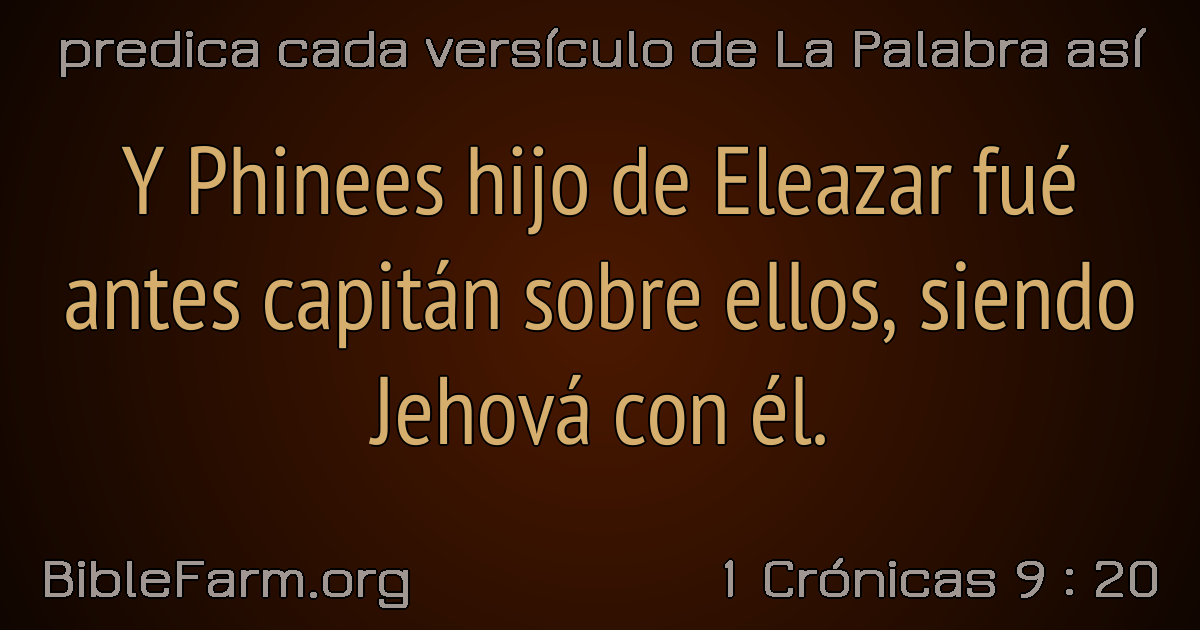 predica cada versículo de La Palabra así
Y Phinees hijo de Eleazar fué
antes capitán sobre ellos, siendo
Jehová con él.
BibleFarm.org
1 Crónicas 9 : 20